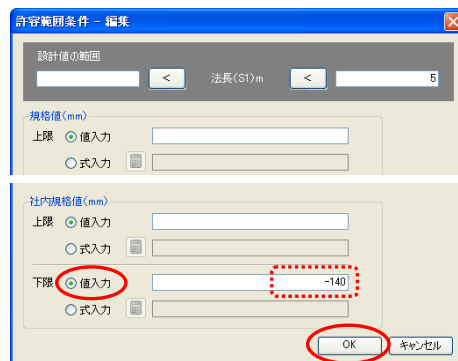 許容範囲条件 - 編集
設計値の範囲
< 法長(S1)m < 5
規格値(mm)
上限 値入力
式入力
社内規格値(mm)
上限 値入力
式入力
下限 値入力 -140
式入力
OK キャンセル